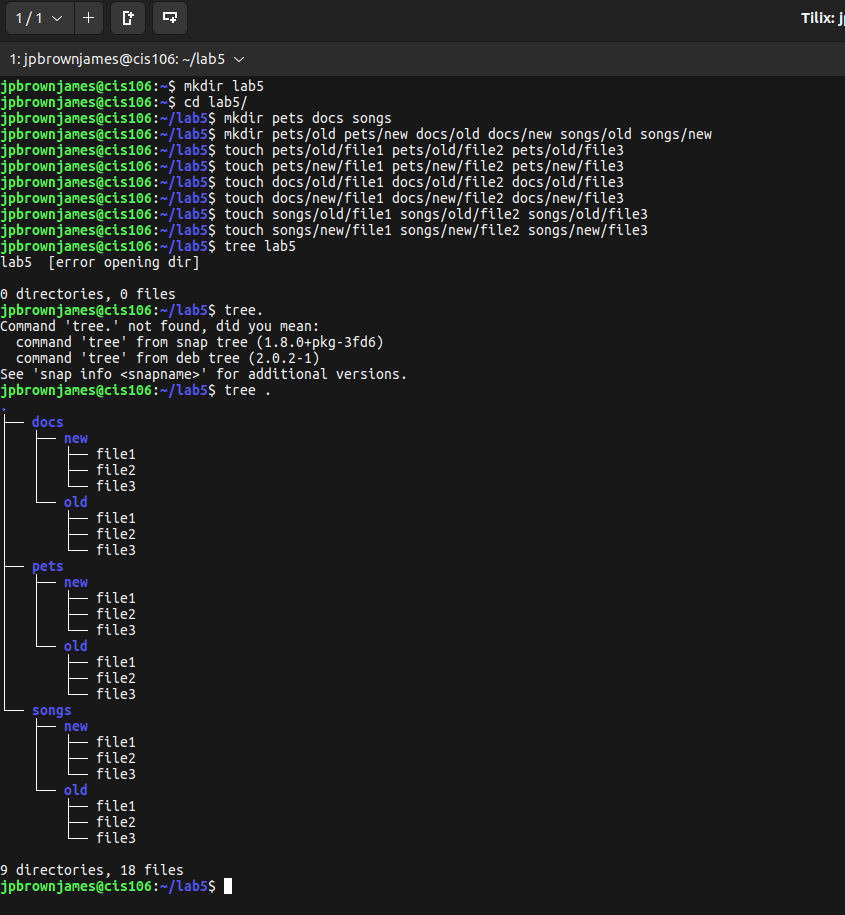 1 / 1
Tilix: j
1: jpbrownjames@cis106: ~/lab5
jpbrownjames@cis106:~$ mkdir lab5
jpbrownjames@cis106:~$ cd lab5/
jpbrownjames@cis106:~/lab5$ mkdir pets docs songs
jpbrownjames@cis106:~/lab5$ mkdir pets/old pets/new docs/old docs/new songs/old songs/new
jpbrownjames@cis106:~/lab5$ touch pets/old/file1 pets/old/file2 pets/old/file3
jpbrownjames@cis106:~/lab5$ touch pets/new/file1 pets/new/file2 pets/new/file3
jpbrownjames@cis106:~/lab5$ touch docs/old/file1 docs/old/file2 docs/old/file3
jpbrownjames@cis106:~/lab5$ touch docs/new/file1 docs/new/file2 docs/new/file3
jpbrownjames@cis106:~/lab5$ touch songs/old/file1 songs/old/file2 songs/old/file3
jpbrownjames@cis106:~/lab5$ touch songs/new/file1 songs/new/file2 songs/new/file3
jpbrownjames@cis106:~/lab5$ tree lab5
lab5  [error opening dir]
0 directories, 0 files
jpbrownjames@cis106:~/lab5$ tree.
Command 'tree.' not found, did you mean:
  command 'tree' from snap tree (1.8.0+pkg-3fd6)
  command 'tree' from deb tree (2.0.2-1)
See 'snap info <snapname>' for additional versions.
jpbrownjames@cis106:~/lab5$ tree .
.
├── docs
│   ├── new
│   │   ├── file1
│   │   ├── file2
│   │   └── file3
│   └── old
│       ├── file1
│       ├── file2
│       └── file3
├── pets
│   ├── new
│   │   ├── file1
│   │   ├── file2
│   │   └── file3
│   └── old
│       ├── file1
│       ├── file2
│       └── file3
└── songs
    ├── new
    │   ├── file1
    │   ├── file2
    │   └── file3
    └── old
        ├── file1
        ├── file2
        └── file3
9 directories, 18 files
jpbrownjames@cis106:~/lab5$